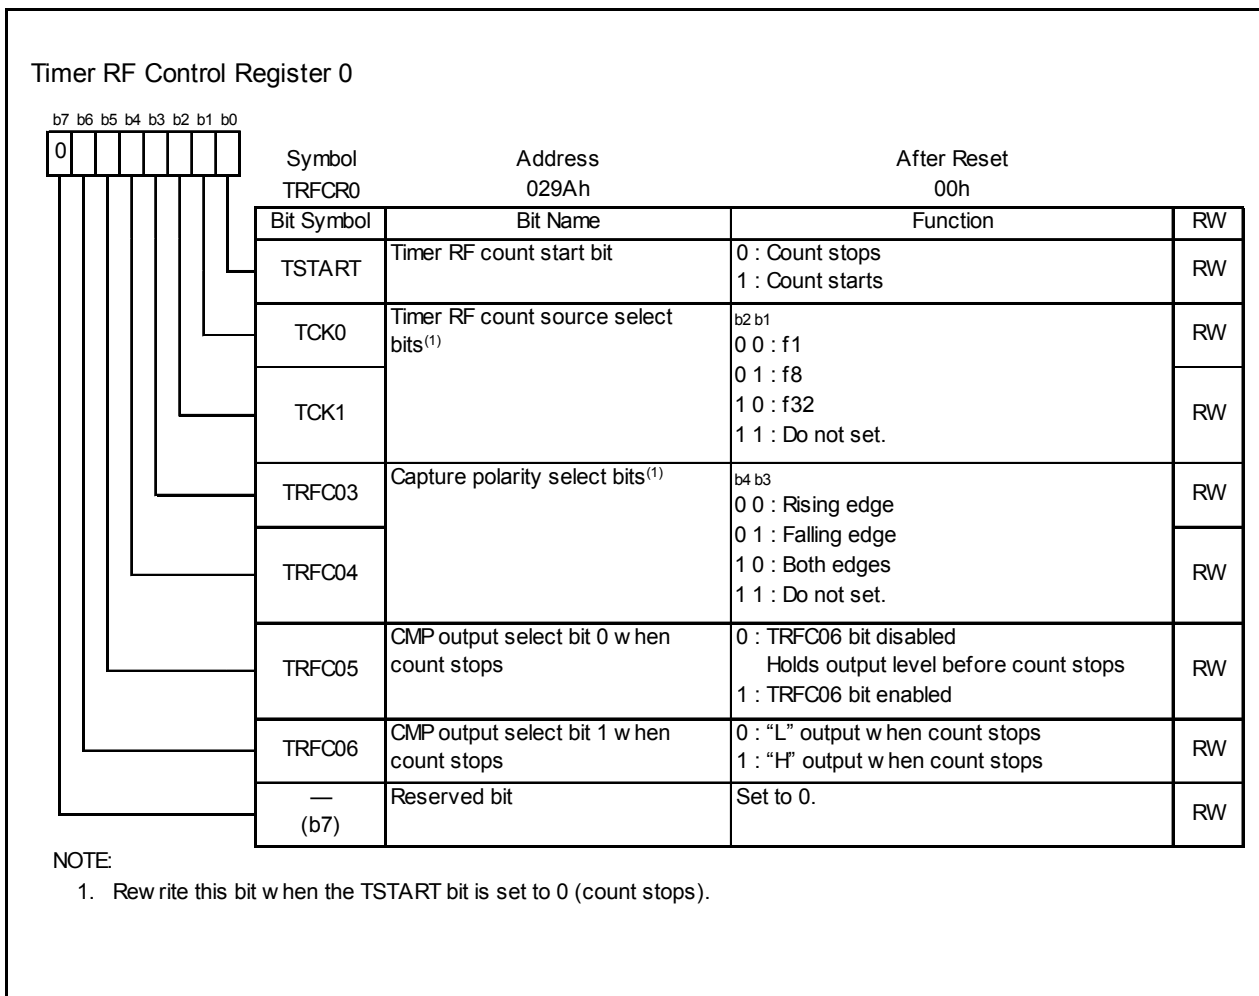 Timer RF Control Register 0
b7 b6 b5 b4 b3 b2 b1 b0
0
Symbol Address After Reset
TRFCR0 029Ah 00h
Bit Symbol Bit Name Function RW
TSTART Timer RF count start bit 0 : Count stops RW
1 : Count starts
TCK0 Timer RF count source select bits(1) b2 b1 RW
0 0 : f1
0 1 : f8
TCK1 1 0 : f32 RW
1 1 : Do not set.
TRFC03 Capture polarity select bits(1) b4 b3 RW
0 0 : Rising edge
0 1 : Falling edge
TRFC04 1 0 : Both edges RW
1 1 : Do not set.
TRFC05 CMP output select bit 0 when count stops 0 : TRFC06 bit disabled RW
Holds output level before count stops
1 : TRFC06 bit enabled
TRFC06 CMP output select bit 1 when count stops 0 : “L” output when count stops RW
1 : “H” output when count stops
— (b7) Reserved bit Set to 0. RW
NOTE:
1. Rewrite this bit when the TSTART bit is set to 0 (count stops).